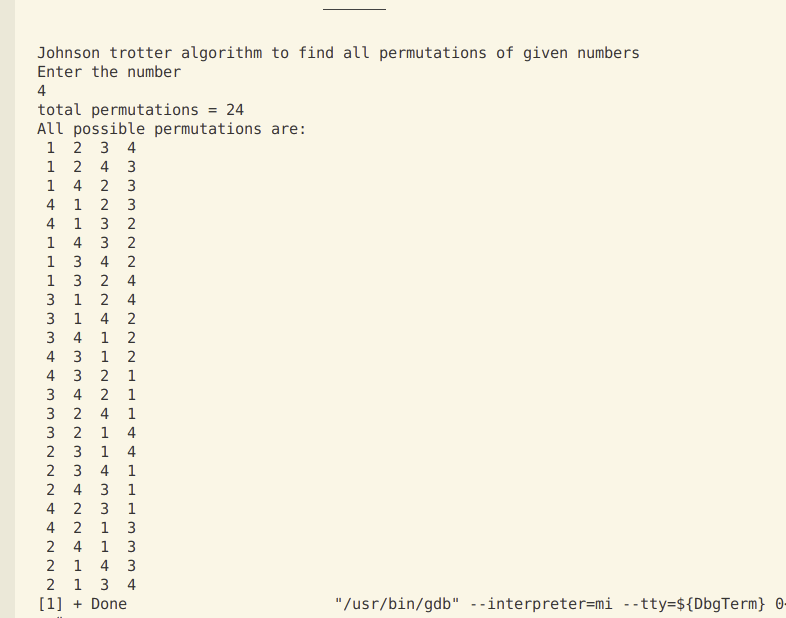 Johnson trotter algorithm to find all permutations of given numbers
Enter the number
4
total permutations = 24
All possible permutations are:
1 2 3 4
1 2 4 3
1 4 2 3
4 1 2 3
4 1 3 2
1 4 3 2
1 3 4 2
1 3 2 4
3 1 2 4
3 1 4 2
3 4 1 2
4 3 1 2
4 3 2 1
3 4 2 1
3 2 4 1
3 2 1 4
2 3 1 4
2 3 4 1
2 4 3 1
4 2 3 1
4 2 1 3
2 4 1 3
2 1 4 3
2 1 3 4
[1] + Done "/usr/bin/gdb" --interpreter=mi --tty=${DbgTerm} 0<